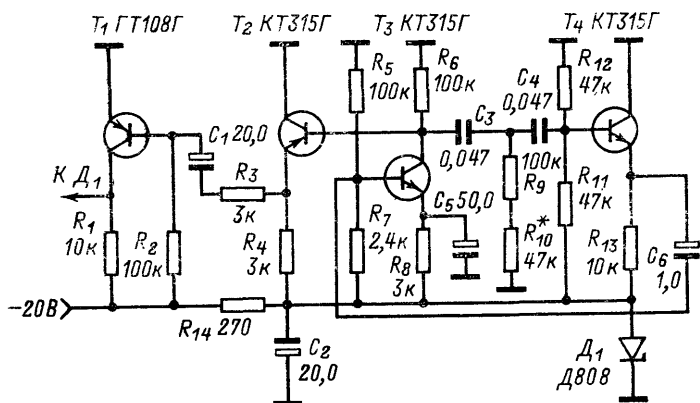 T₁ ГТ108Г
T₂ КТ315Г
T₃ КТ315Г
T₄ КТ315Г
R₅
100к
R₆
100к
C₄
0,047
R₁₂
47к
C₁ 20,0
C₃
0,047
К Д₁
R₃
3к
100к
R₉
R₁₁
47к
R₁
10к
R₂
100к
R₄
3к
R₇
2,4к
C₅ 50,0
R₈
3к
R₁₀*
47к
R₁₃
10к
C₆
1,0
−20В
R₁₄ 270
C₂
20,0
Д₁
Д808